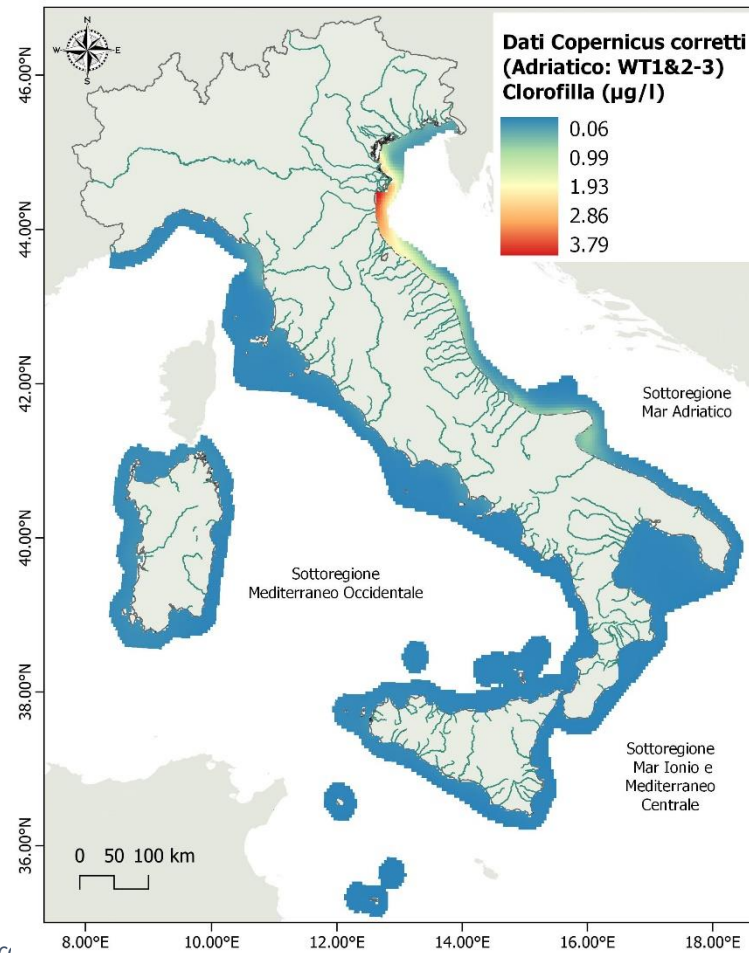 N
W
E
S
Dati Copernicus corretti
(Adriatico: WT1&2-3)
Clorofilla (µg/l)
0.06
0.99
1.93
2.86
3.79
46.00°N
44.00°N
42.00°N
40.00°N
38.00°N
36.00°N
Sottoregione
Mar Adriatico
Sottoregione
Mediterraneo Occidentale
Sottoregione
Mar Ionio e
Mediterraneo
Centrale
0 50 100 km
8.00°E 10.00°E 12.00°E 14.00°E 16.00°E 18.00°E